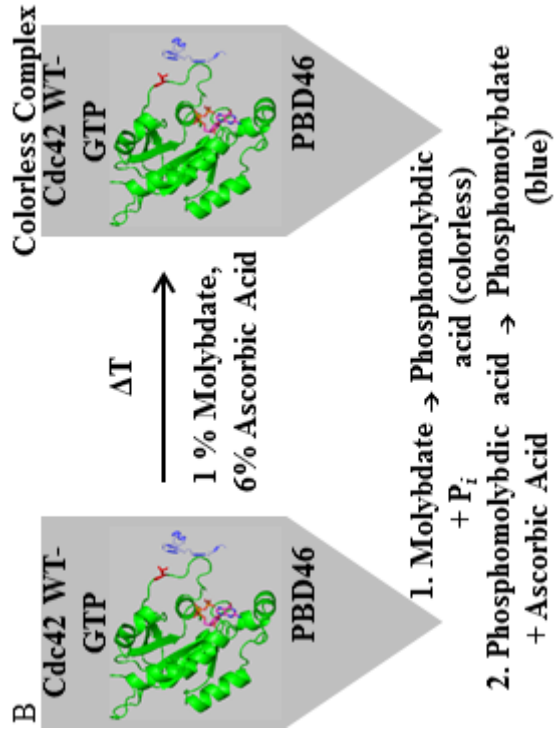 B
Cdc42 WT-
GTP
PBD46
ΔT
1 % Molybdate,
6% Ascorbic Acid
Colorless Complex
Cdc42 WT-
GTP
PBD46
1. Molybdate → Phosphomolybdic
+ Pi acid (colorless)
2. Phosphomolybdic acid → Phosphomolybdate
+ Ascorbic Acid (blue)